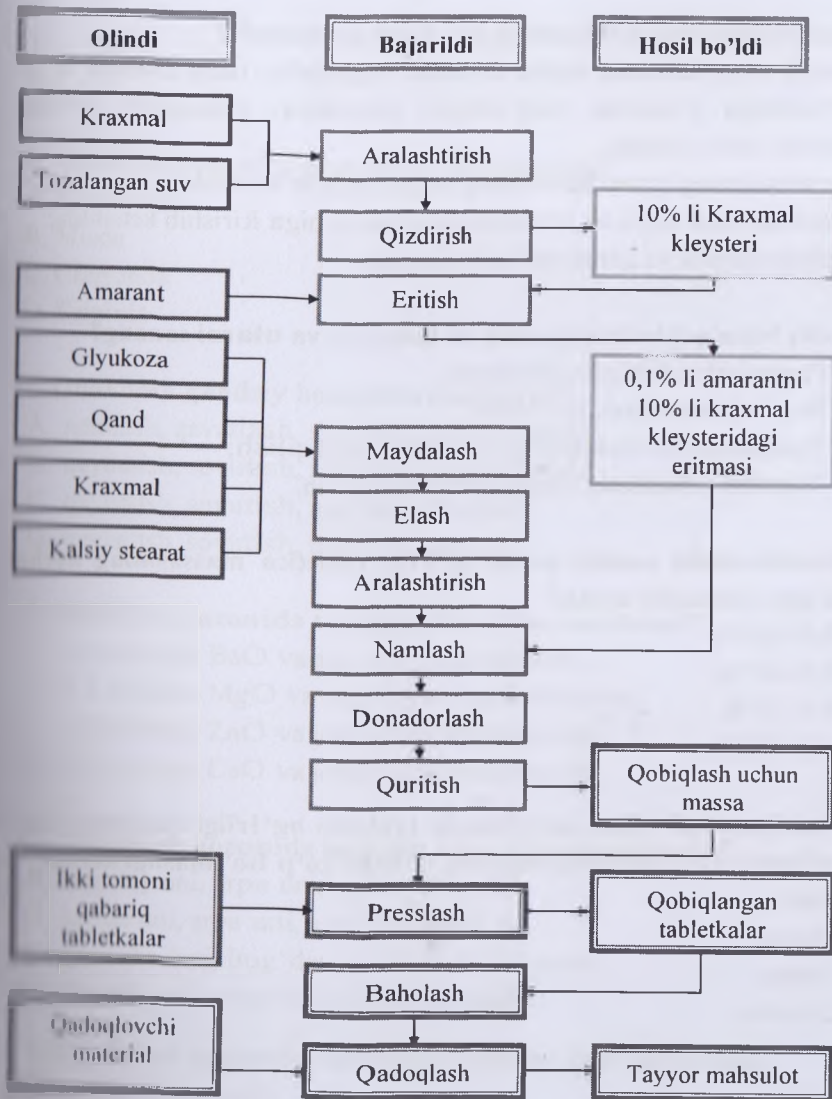 Olindi
Bajarildi
Hosil bo'ldi
Kraxmal
Tozalangan suv
Aralashtirish
Qizdirish
10% li Kraxmal
kleysteri
Amarant
Eritish
Glyukoza
Qand
Kraxmal
Kalsiy stearat
0,1% li amarantni
10% li kraxmal
kleysteridagi
eritmasi
Maydalash
Elash
Aralashtirish
Namlash
Donadorlash
Quritish
Qobiqlash uchun
massa
Ikki tomoni
qabariq
tabletkalar
Presslash
Qobiqlangan
tabletkalar
Baholash
Qadoqlovchi
material
Qadoqlash
Tayyor mahsulot